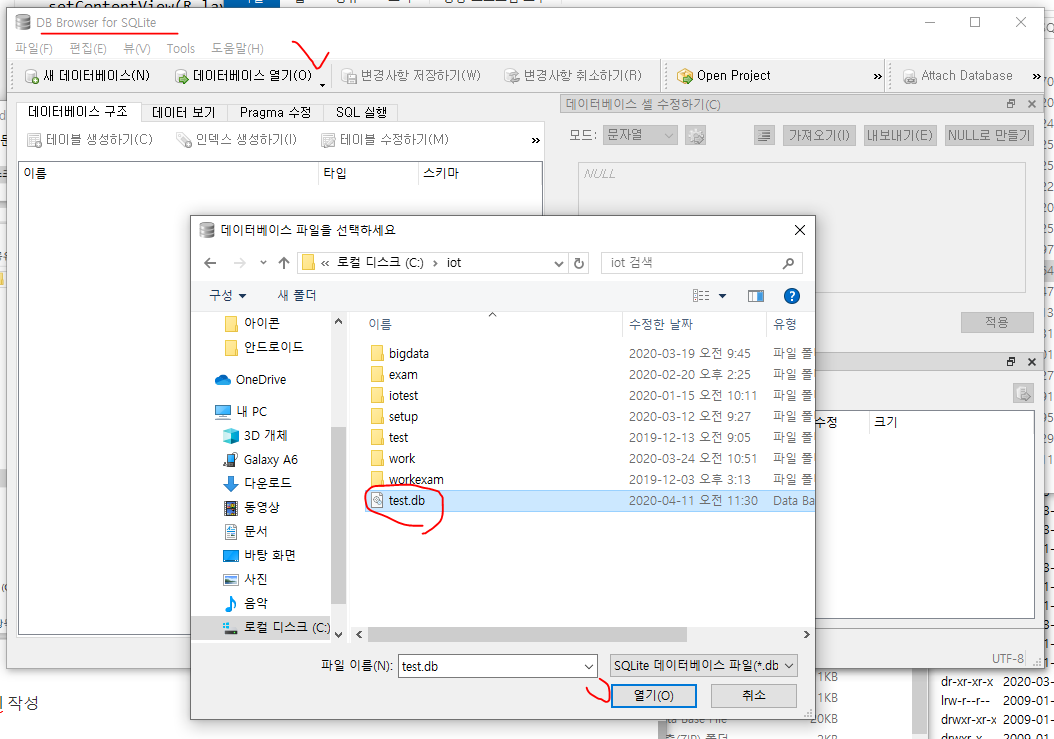 setContentView(R.lay
DB Browser for SQLite
파일(F) 편집(E) 뷰(V) Tools 도움말(H)
새 데이터베이스(N) 데이터베이스 열기(O) 변경사항 저장하기(W) 변경사항 취소하기(R) Open Project » Attach Database »
데이터베이스 구조 데이터 보기 Pragma 수정 SQL 실행
테이블 생성하기(C) 인덱스 생성하기(I) 테이블 수정하기(M) »
이름 타입 스키마
데이터베이스 셀 수정하기(C)
모드: 문자열 가져오기(I) 내보내기(E) NULL로 만들기
NULL
적용
수정 크기
UTF-8
데이터베이스 파일을 선택하세요
« 로컬 디스크 (C:) › iot
iot 검색
구성 새 폴더
아이콘
안드로이드
OneDrive
내 PC
3D 개체
Galaxy A6
다운로드
동영상
문서
바탕 화면
사진
음악
로컬 디스크 (C:)
이름 수정한 날짜 유형
bigdata 2020-03-19 오전 9:45 파일 폴
exam 2020-02-20 오후 2:25 파일 폴
iotest 2020-01-15 오전 10:11 파일 폴
setup 2020-03-12 오전 9:27 파일 폴
test 2019-12-13 오전 9:05 파일 폴
work 2020-03-24 오전 10:51 파일 폴
workexam 2019-12-03 오후 3:13 파일 폴
test.db 2020-04-11 오전 11:30 Data Ba
파일 이름(N): test.db SQLite 데이터베이스 파일(*.db
열기(O) 취소
작성
1KB
1KB
20KB
2KB
dr-xr-xr-x 2020-03-
lrw-r--r-- 2009-01-
drwxr-xr-x 2009-01-